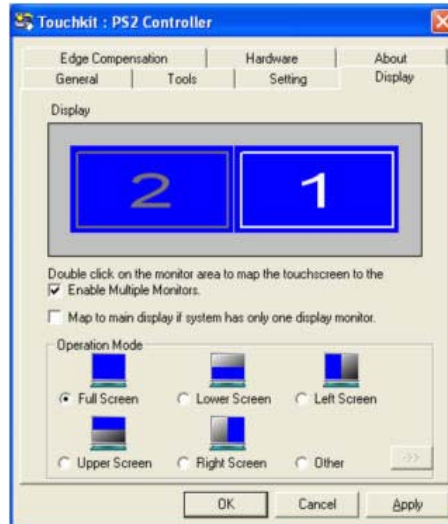 Touchkit : PS2 Controller
Edge Compensation Hardware About
General Tools Setting Display
Display
2 1
Double click on the monitor area to map the touchscreen to the
Enable Multiple Monitors.
Map to main display if system has only one display monitor.
Operation Mode
Full Screen Lower Screen Left Screen
Upper Screen Right Screen Other
>>
OK Cancel Apply